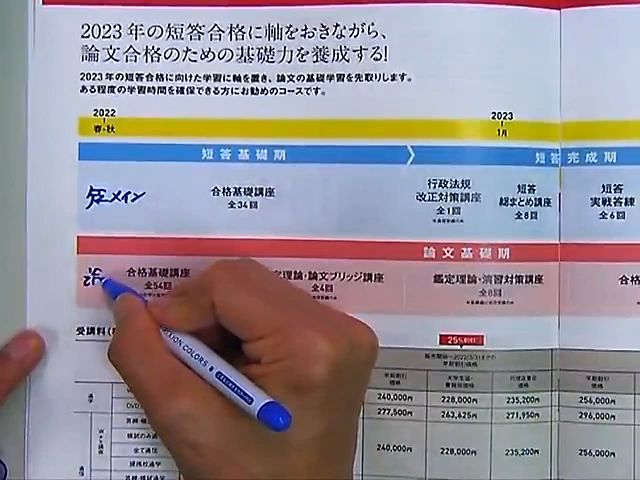 2023年の短答合格に軸をおきながら、
論文合格のための基礎力を養成する!
2023年の短答合格に向けた学習に軸を置き、論文の基礎学習を先取りします。
ある程度の学習時間を確保できる方にお勧めのコースです。
2022
春・秋
2023
1月
短答基礎期
短答完成期
短メイン
合格基礎講座
全34回
行政法規
改正対策講座
全1回
短答
総まとめ講座
全8回
短答
実戦答練
全6回
論文基礎期
合格基礎講座
全54回
定理論・論文ブリッジ講座
全4回
鑑定理論・演習対策講座
全8回
合格
受講料
25%割引
240,000円 228,000円 235,200円 256,000円
277,500円 263,625円 271,950円 296,000円
240,000円 228,000円 235,200円 256,000円